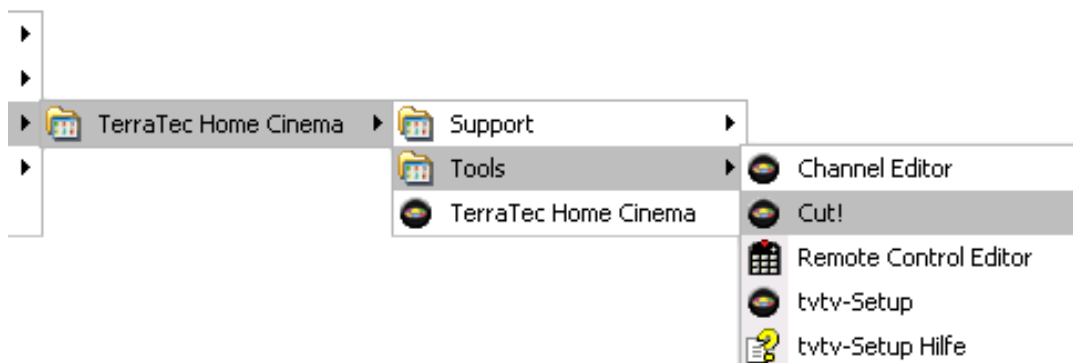 TerraTec Home Cinema
Support
Tools
TerraTec Home Cinema
Channel Editor
Cut!
Remote Control Editor
tvtv-Setup
tvtv-Setup Hilfe